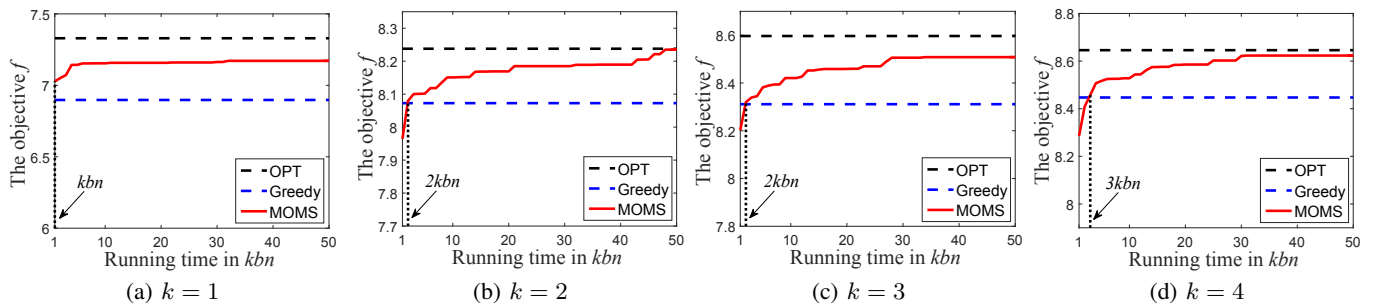 The objective f
7.5
7
6.5
6
kbn
OPT
Greedy
MOMS
1 10 20 30 40 50
Running time in kbn
(a) k = 1
The objective f
8.3
8.2
8.1
8
7.9
7.8
7.7
2kbn
OPT
Greedy
MOMS
1 10 20 30 40 50
Running time in kbn
(b) k = 2
The objective f
8.6
8.4
8.2
8
7.8
2kbn
OPT
Greedy
MOMS
1 10 20 30 40 50
Running time in kbn
(c) k = 3
The objective f
8.8
8.6
8.4
8.2
8
3kbn
OPT
Greedy
MOMS
1 10 20 30 40 50
Running time in kbn
(d) k = 4